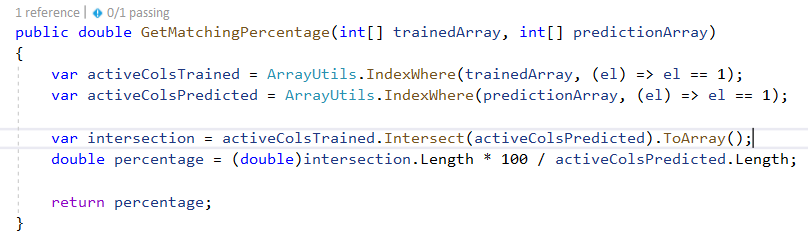 1 reference | 0/1 passing
public double GetMatchingPercentage(int[] trainedArray, int[] predictionArray)
{
    var activeColsTrained = ArrayUtils.IndexWhere(trainedArray, (el) => el == 1);
    var activeColsPredicted = ArrayUtils.IndexWhere(predictionArray, (el) => el == 1);
    var intersection = activeColsTrained.Intersect(activeColsPredicted).ToArray();
    double percentage = (double)intersection.Length * 100 / activeColsPredicted.Length;
    return percentage;
}